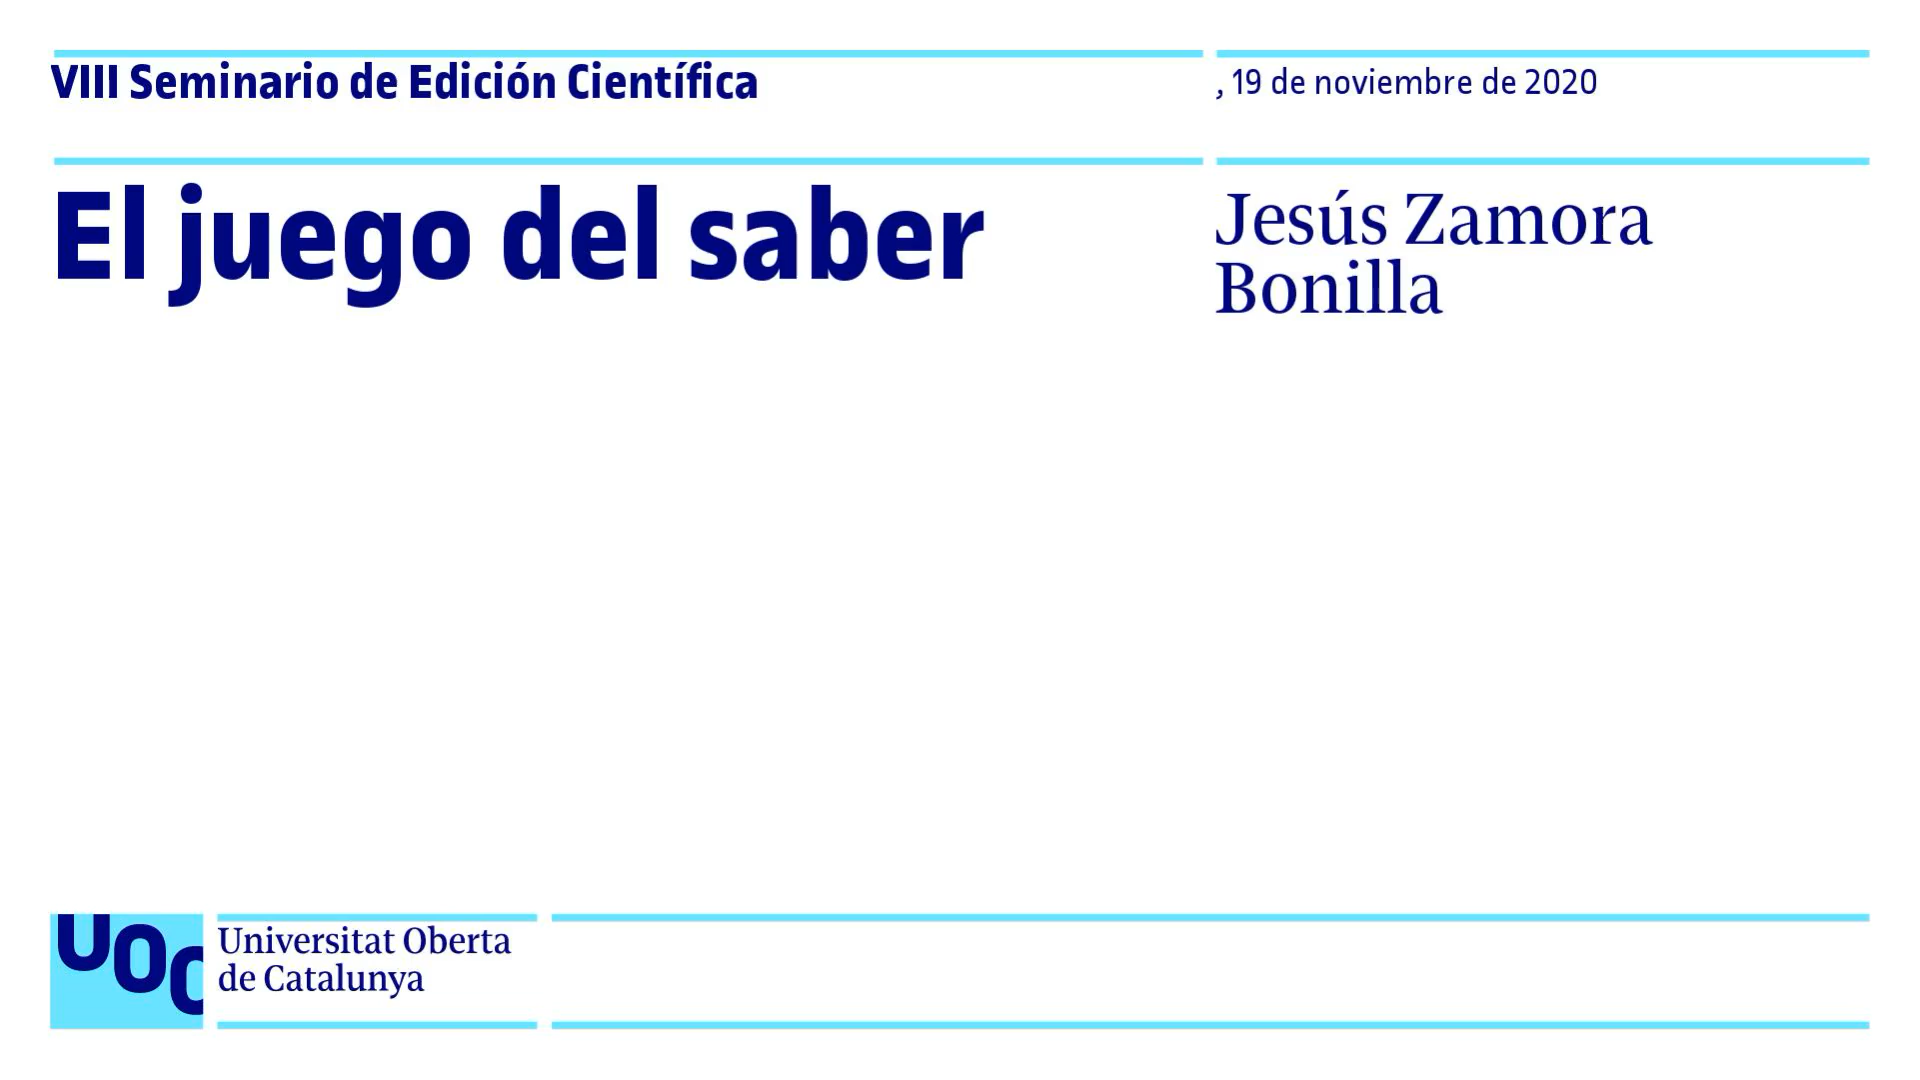 VIII Seminario de Edición Científica
, 19 de noviembre de 2020
El juego del saber
Jesús Zamora
Bonilla
UOC
Universitat Oberta
de Catalunya